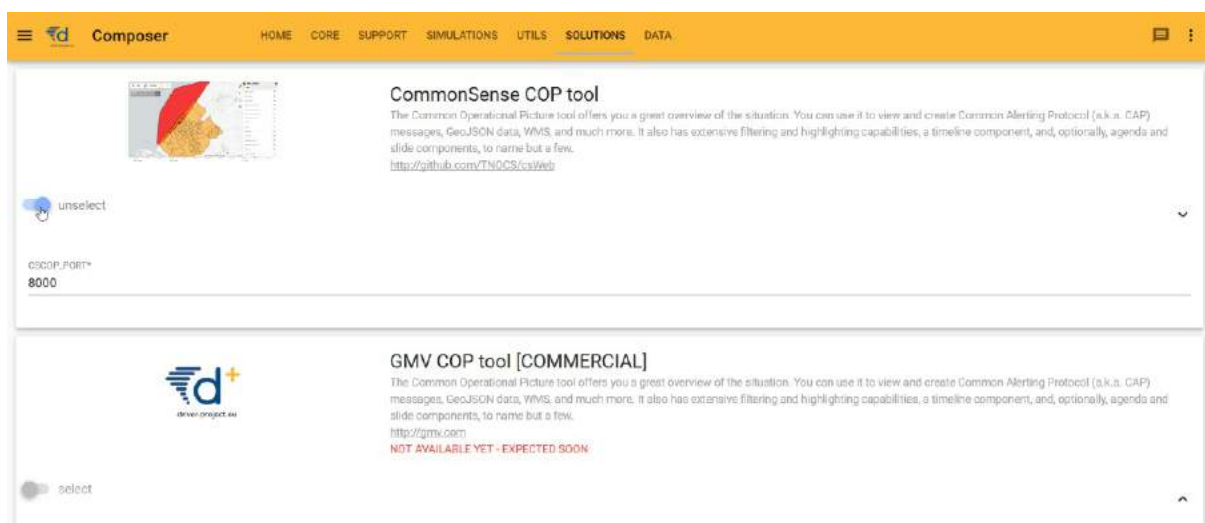 Composer
HOME CORE SUPPORT SIMULATIONS UTILS SOLUTIONS DATA
CommonSense COP tool
The Common Operational Picture tool offers you a great overview of the situation. You can use it to view and create Common Alerting Protocol (a.k.a. CAP)
messages, GeoJSON data, WMS, and much more. It also has extensive filtering and highlighting capabilities, a timeline component, and, optionally, agenda and
slide components, to name but a few.
http://github.com/TNOCS/csWeb
unselect
CSCOP_PORT*
8000
d+
driver-project.eu
GMV COP tool [COMMERCIAL]
The Common Operational Picture tool offers you a great overview of the situation. You can use it to view and create Common Alerting Protocol (a.k.a. CAP)
messages, GeoJSON data, WMS, and much more. It also has extensive filtering and highlighting capabilities, a timeline component, and, optionally, agenda and
slide components, to name but a few.
http://gmv.com
NOT AVAILABLE YET - EXPECTED SOON
select